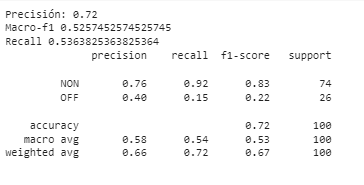 Precisión: 0.72
Macro-f1 0.5257452574525745
Recall 0.5363825363825364
precision recall f1-score support
NON 0.76 0.92 0.83 74
OFF 0.40 0.15 0.22 26
accuracy 0.72 100
macro avg 0.58 0.54 0.53 100
weighted avg 0.66 0.72 0.67 100